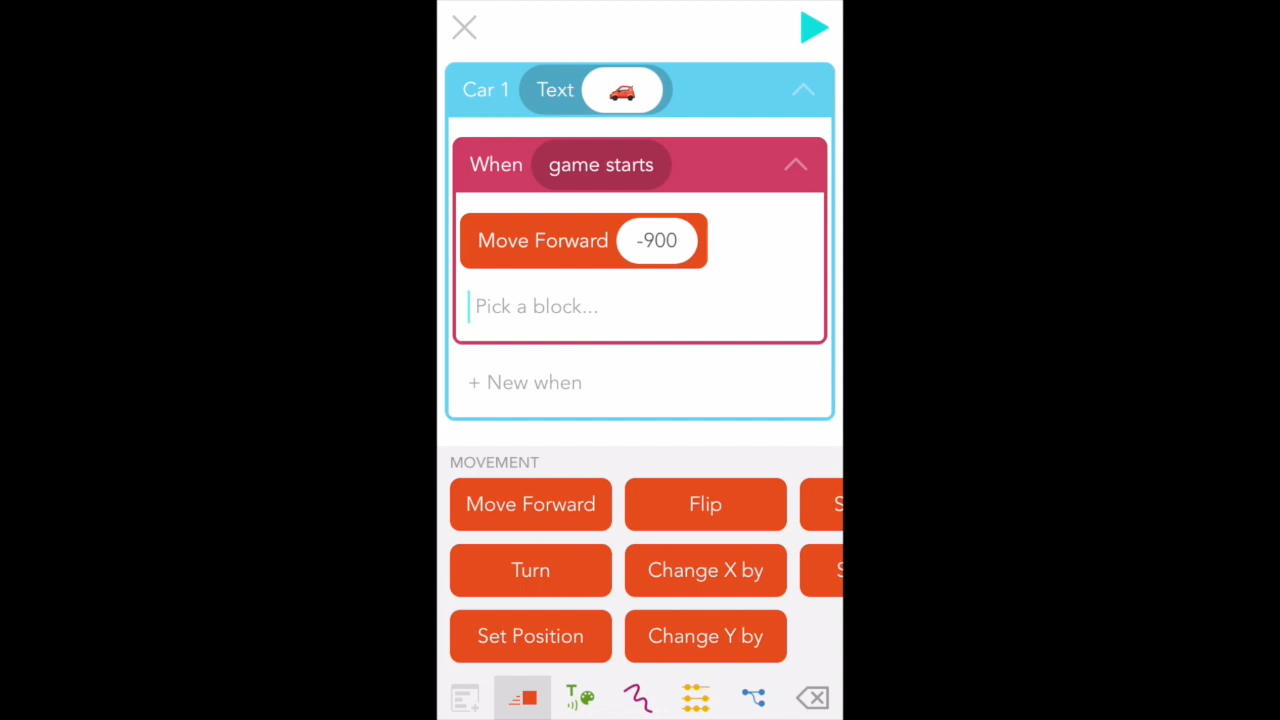 Car 1 Text
When game starts
Move Forward -900
Pick a block...
+ New when
MOVEMENT
Move Forward Flip S
Turn Change X by S
Set Position Change Y by
T